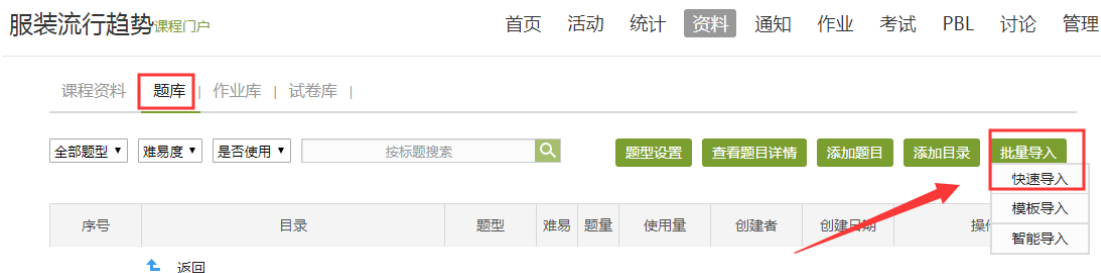 服装流行趋势课程门户 首页 活动 统计 资料 通知 作业 考试 PBL 讨论 管理
课程资料 题库 | 作业库 | 试卷库 |
全部题型 难易度 是否使用 按标题搜索 题型设置 查看题目详情 添加题目 添加目录 批量导入
快速导入
模板导入
序号 目录 题型 难易 题量 使用量 创建者 创建日期 操作
智能导入
返回